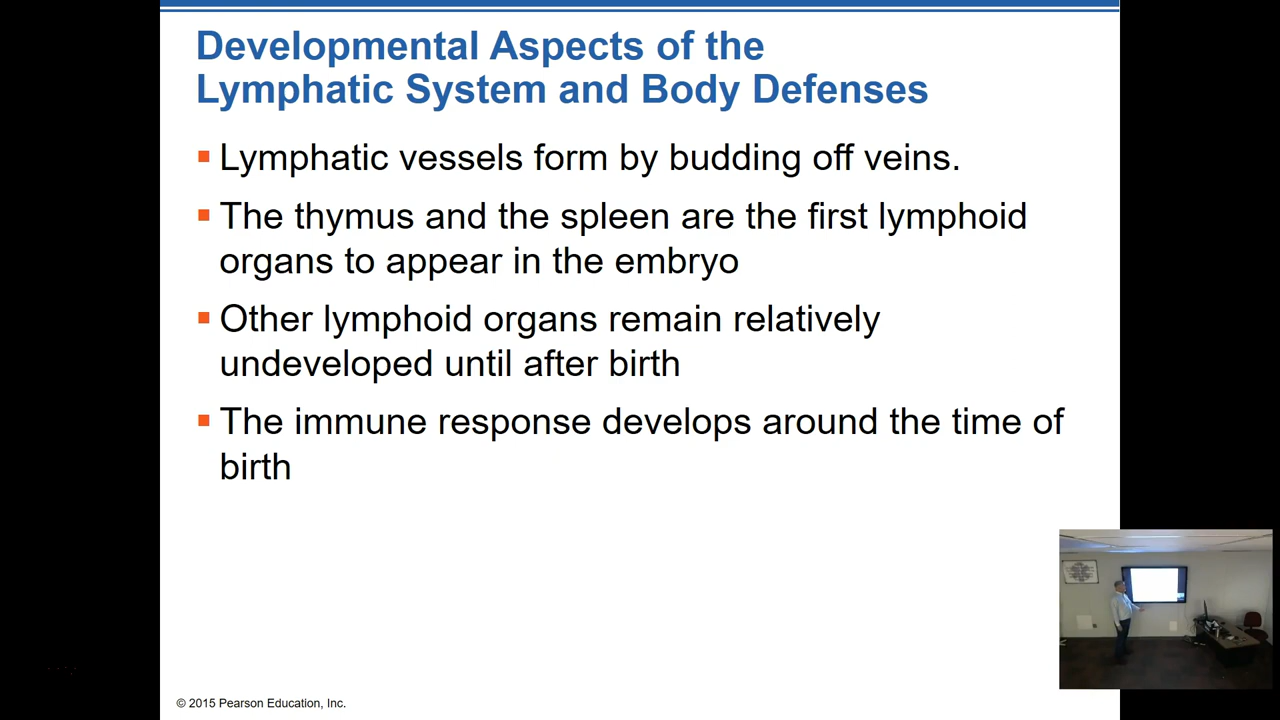 Developmental Aspects of the
Lymphatic System and Body Defenses
Lymphatic vessels form by budding off veins.
The thymus and the spleen are the first lymphoid
organs to appear in the embryo
Other lymphoid organs remain relatively
undeveloped until after birth
The immune response develops around the time of
birth
© 2015 Pearson Education, Inc.